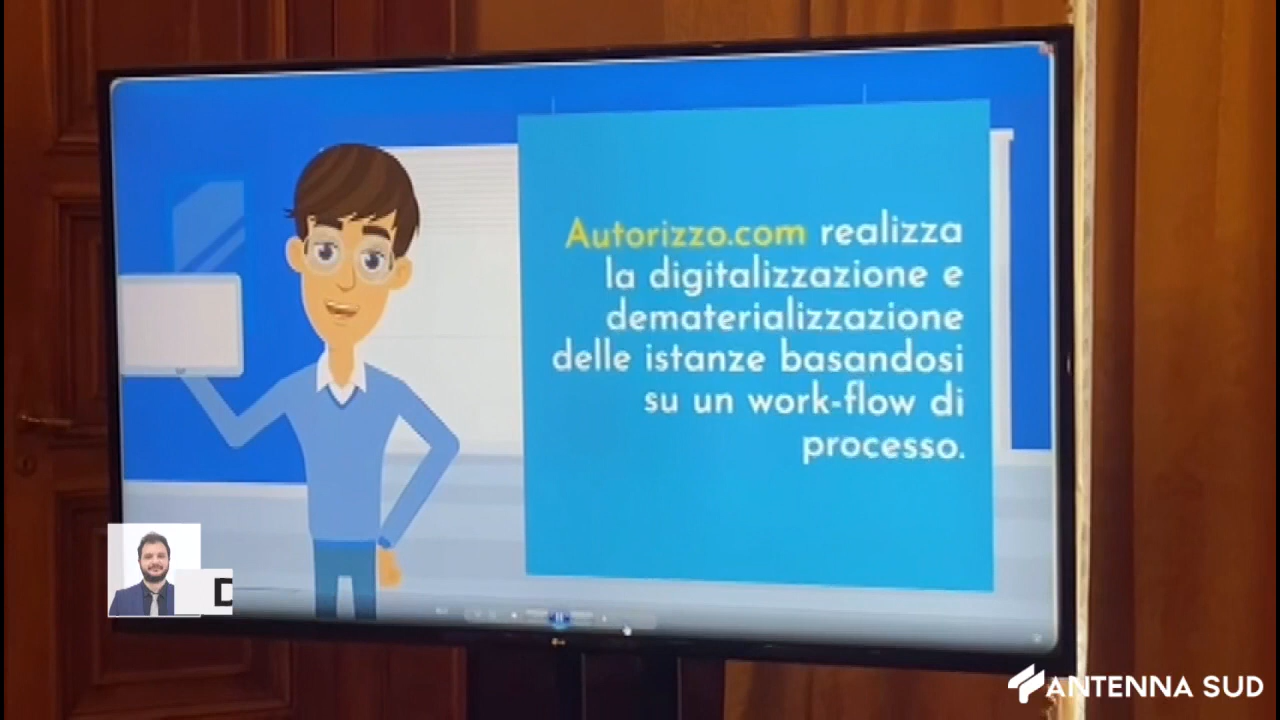 Autorizzo.com realizza
la digitalizzazione e
dematerializzazione
delle istanze basandosi
su un work-flow di
processo.
D
ANTENNA SUD